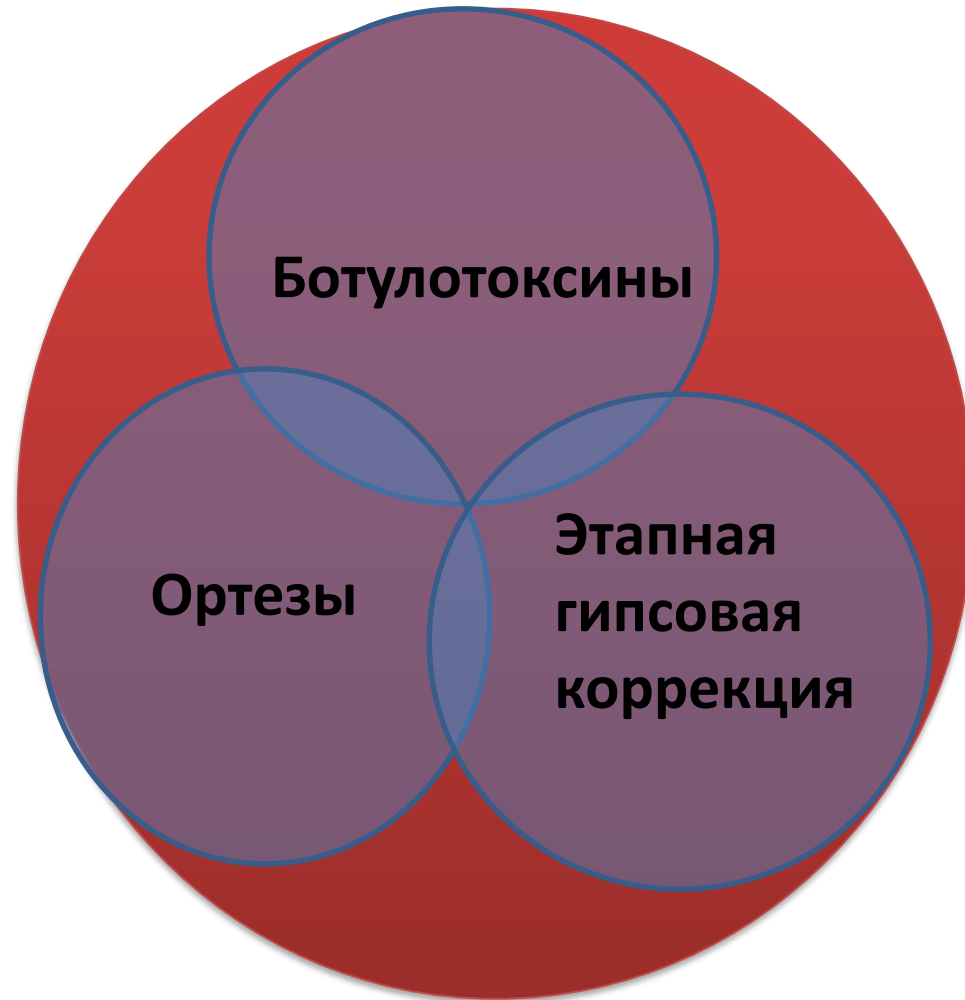 Ботулотоксины
Ортезы
Этапная
гипсовая
коррекция